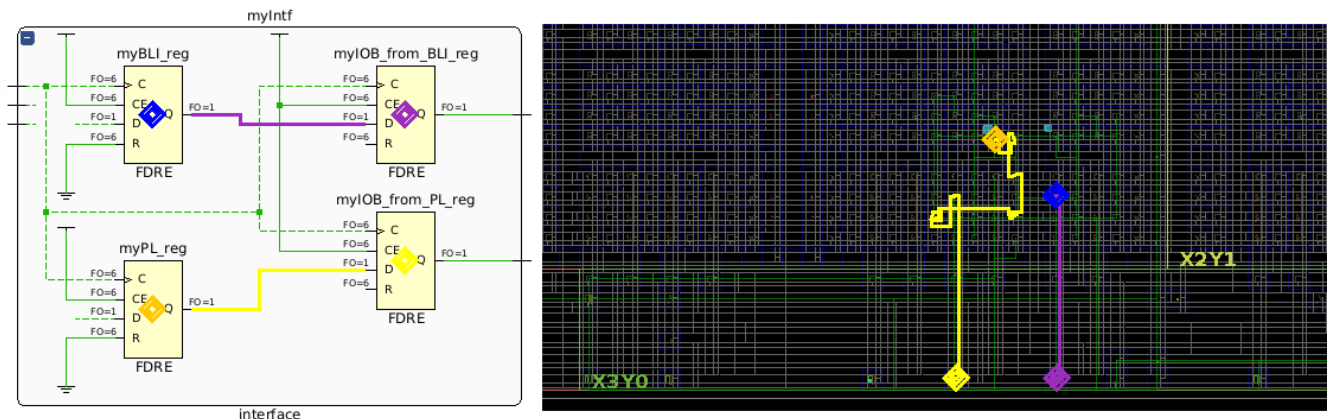 myIntf
myBLI_reg
FO=6
C
FO=6
CE
Q
FO=1
FO=1
D
FO=6
R
FDRE
myIOB_from_BLI_reg
FO=6
C
FO=6
CE
Q
FO=1
FO=1
D
FO=6
R
FDRE
myPL_reg
FO=6
C
FO=6
CE
Q
FO=1
FO=1
D
FO=6
R
FDRE
myIOB_from_PL_reg
FO=6
C
FO=6
CE
Q
FO=1
FO=1
D
FO=6
R
FDRE
interface
X2Y1
X3Y0